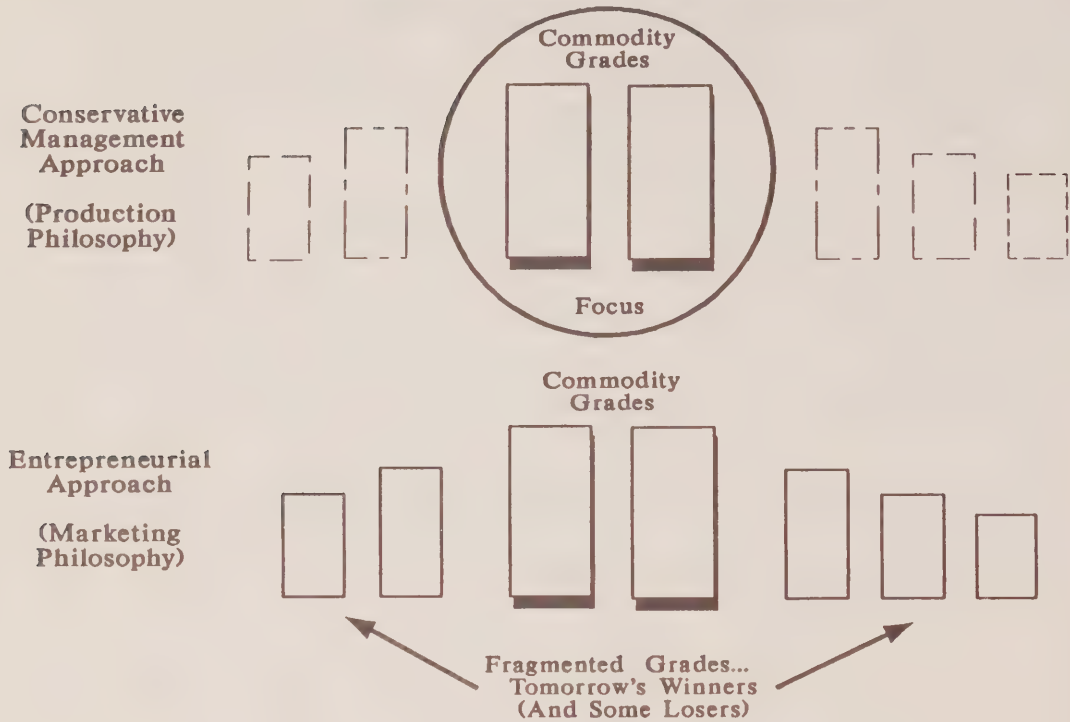 Commodity
Grades
Conservative
Management
Approach
(Production
Philosophy)
Focus
Commodity
Grades
Entrepreneurial
Approach
(Marketing
Philosophy)
Fragmented Grades...
Tomorrow's Winners
(And Some Losers)